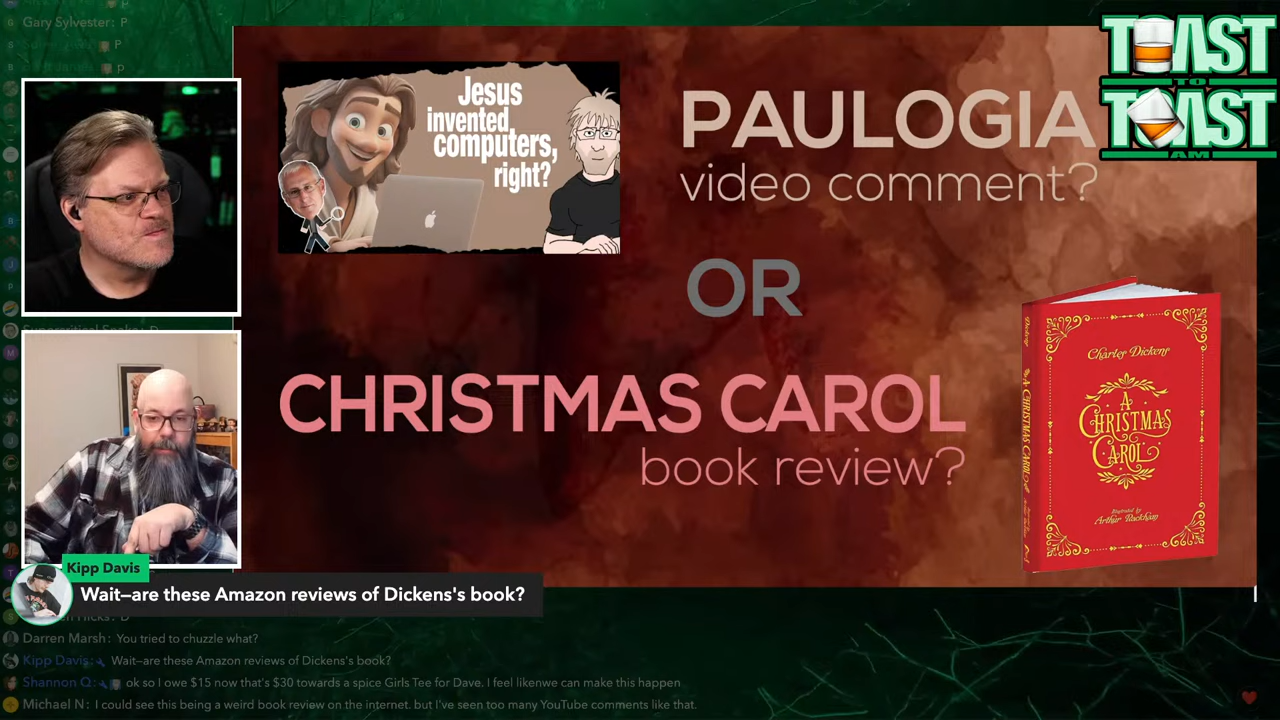 Gary Sylvester: P
P
p
TOAST
TO
TOAST
AM
Jesus
invented
computers,
right?
PAULOGIA
video comment?
OR
CHRISTMAS CAROL
book review?
Charles Dickens
A
CHRISTMAS
CAROL
Illustrated by
Arthur Rackham
A CHRISTMAS CAROL
Kipp Davis
Wait—are these Amazon reviews of Dickens's book?
Darren Marsh: You tried to chuzzle what?
Kipp Davis: Wait—are these Amazon reviews of Dickens's book?
Shannon Q: ok so I owe $15 now that's $30 towards a spice Girls Tee for Dave. I feel likenwe can make this happen
Michael N: I could see this being a weird book review on the internet. but I've seen too many YouTube comments like that.